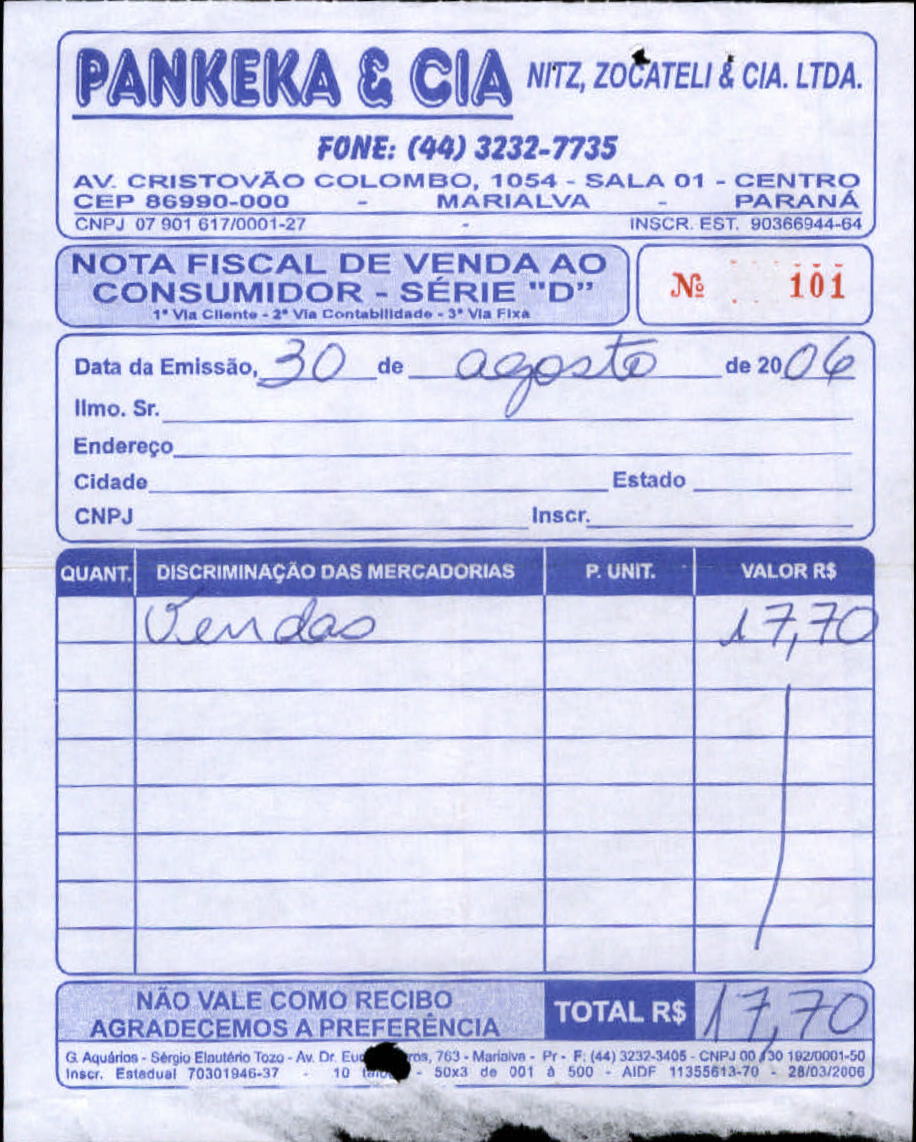 PANKEKA & CIA NITZ, ZOCATELI & CIA. LTDA.
FONE: (44) 3232-7735
AV. CRISTOVÃO COLOMBO, 1054 - SALA 01 - CENTRO
CEP 86990-000 - MARIALVA - PARANÁ
CNPJ 07 901 617/0001-27 - INSCR. EST. 90366944-64
NOTA FISCAL DE VENDA AO
CONSUMIDOR - SÉRIE "D"
1ª Via Cliente - 2ª Via Contabilidade - 3ª Via Fixa
Nº 101
Data da Emissão, 30 de agosto de 2006
Ilmo. Sr.
Endereço
Cidade Estado
CNPJ Inscr.
QUANT. DISCRIMINAÇÃO DAS MERCADORIAS P. UNIT. VALOR R$
Vendas 17,70
NÃO VALE COMO RECIBO
AGRADECEMOS A PREFERÊNCIA
TOTAL R$ 17,70
G. Aquários - Sérgio Elautério Tozo - Av. Dr. 763 - Marialva - Pr - F: (44) 3232-3405 - CNPJ 00 192/0001-50
Inscr. Estadual 70301946-37 - 10 - 50x3 de 001 à 500 - AIDF 11355613-70 - 28/03/2006